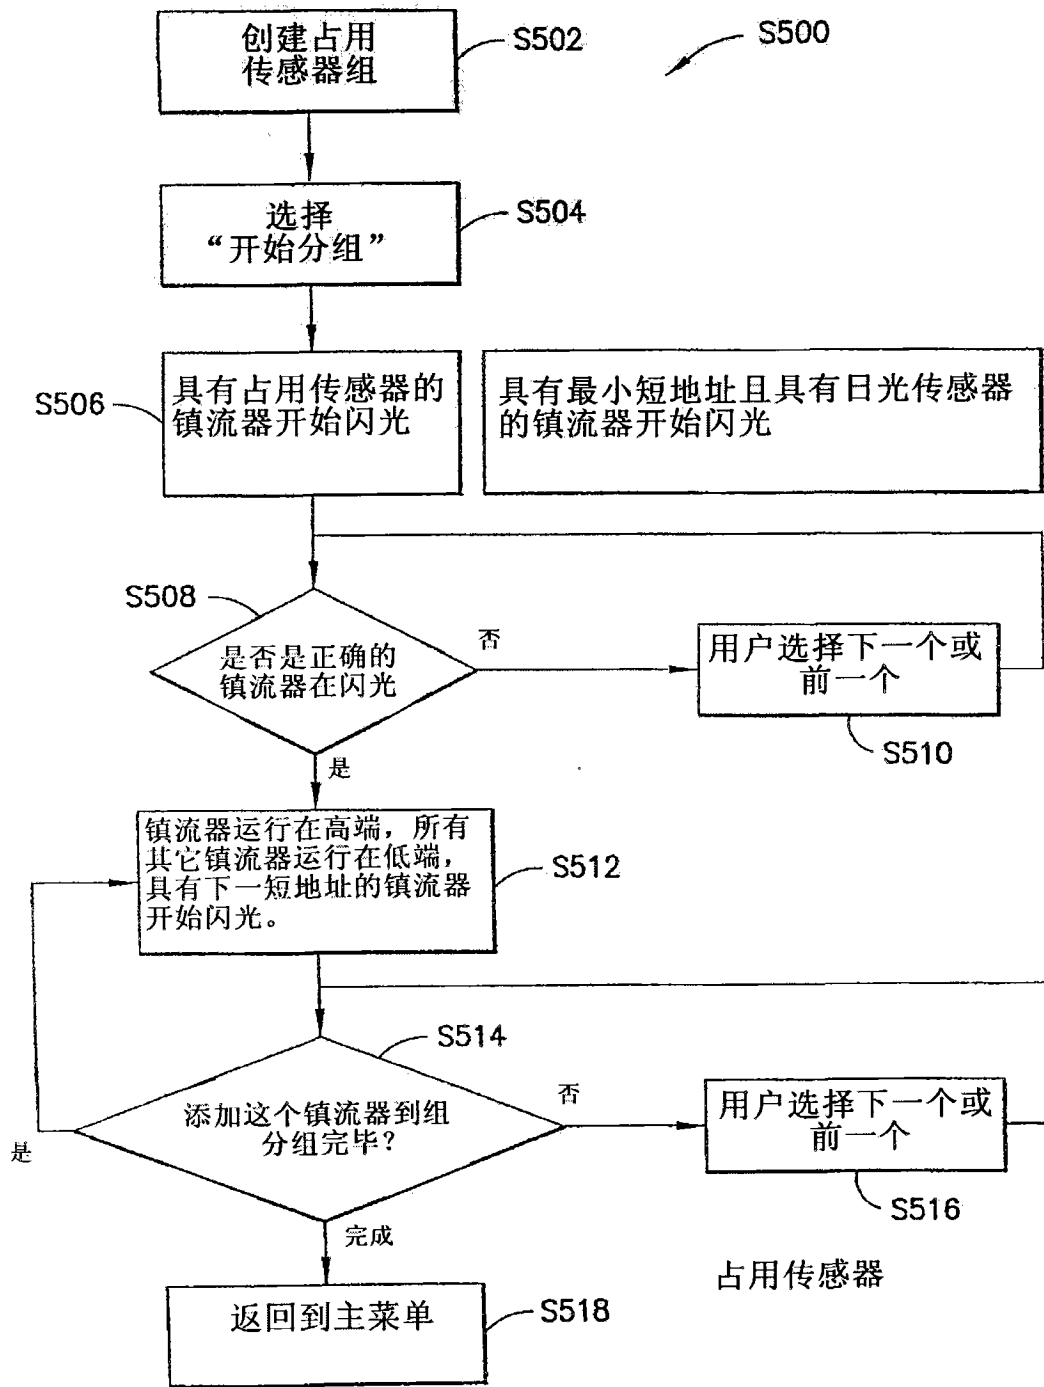 创建占用
传感器组
S502
S500
选择
“开始分组”
S504
S506
具有占用传感器的
镇流器开始闪光
具有最小短地址且具有日光传感器
的镇流器开始闪光
S508
是否是正确的
镇流器在闪光
否
用户选择下一个或
前一个
S510
是
镇流器运行在高端，所有
其它镇流器运行在低端，
具有下一短地址的镇流器
开始闪光。
S512
S514
添加这个镇流器到组
分组完毕？
否
用户选择下一个或
前一个
S516
是
完成
占用传感器
返回到主菜单
S518